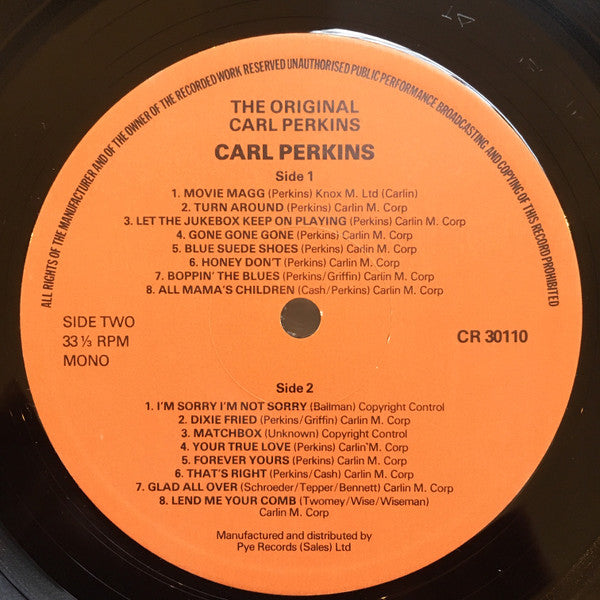 ALL RIGHTS OF THE MANUFACTURER AND OF THE OWNER OF THE RECORDED WORK RESERVED UNAUTHORISED PUBLIC PERFORMANCE BROADCASTING AND COPYING OF THIS RECORD PROHIBITED
THE ORIGINAL
CARL PERKINS
CARL PERKINS
Side 1
1. MOVIE MAGG (Perkins) Knox M. Ltd (Carlin)
2. TURN AROUND (Perkins) Carlin M. Corp
3. LET THE JUKEBOX KEEP ON PLAYING (Perkins) Carlin M. Corp
4. GONE GONE GONE (Perkins) Carlin M. Corp
5. BLUE SUEDE SHOES (Perkins) Carlin M. Corp
6. HONEY DON'T (Perkins) Carlin M. Corp
7. BOPPIN' THE BLUES (Perkins/Griffin) Carlin M. Corp
8. ALL MAMA'S CHILDREN (Cash/Perkins) Carlin M. Corp
SIDE TWO
33 ⅓ RPM
MONO
CR 30110
Side 2
1. I'M SORRY I'M NOT SORRY (Bailman) Copyright Control
2. DIXIE FRIED (Perkins/Griffin) Carlin M. Corp
3. MATCHBOX (Unknown) Copyright Control
4. YOUR TRUE LOVE (Perkins) Carlin M. Corp
5. FOREVER YOURS (Perkins) Carlin M. Corp
6. THAT'S RIGHT (Perkins/Cash) Carlin M. Corp
7. GLAD ALL OVER (Schroeder/Tepper/Bennett) Carlin M. Corp
8. LEND ME YOUR COMB (Twomey/Wise/Wiseman)
Carlin M. Corp
Manufactured and distributed by
Pye Records (Sales) Ltd